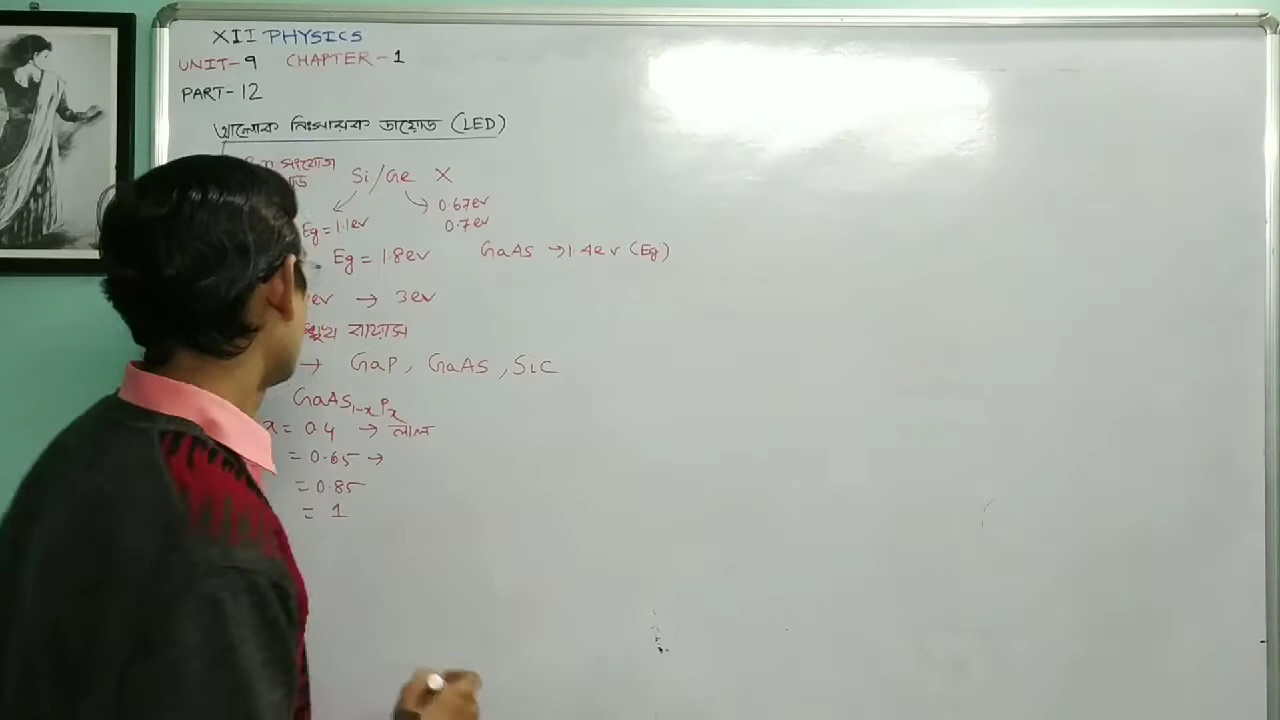 XII PHYSICS
UNIT-9 CHAPTER-1
PART-12
আলোক নিঃসারক ডায়োড (LED)
সংযোগ
Si/Ge X
0.67ev
Eg=1.1ev 0.7ev
Eg = 1.8ev GaAs →1.4ev (Eg)
ev → 3ev
বায়াস
→ GaP, GaAs, SiC
GaAs1-xPx
x = 0.4 → লাল
= 0.65 →
= 0.85
= 1